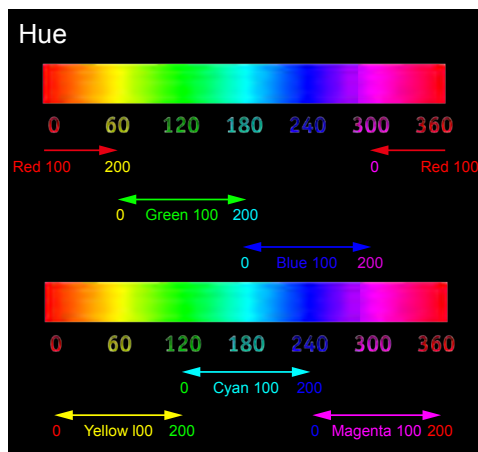 Hue
0 60 120 180 240 300 360
Red 100 200 0 Red 100
0 Green 100 200
0 Blue 100 200
0 60 120 180 240 300 360
0 Cyan 100 200
0 Yellow l00 200 0 Magenta 100 200